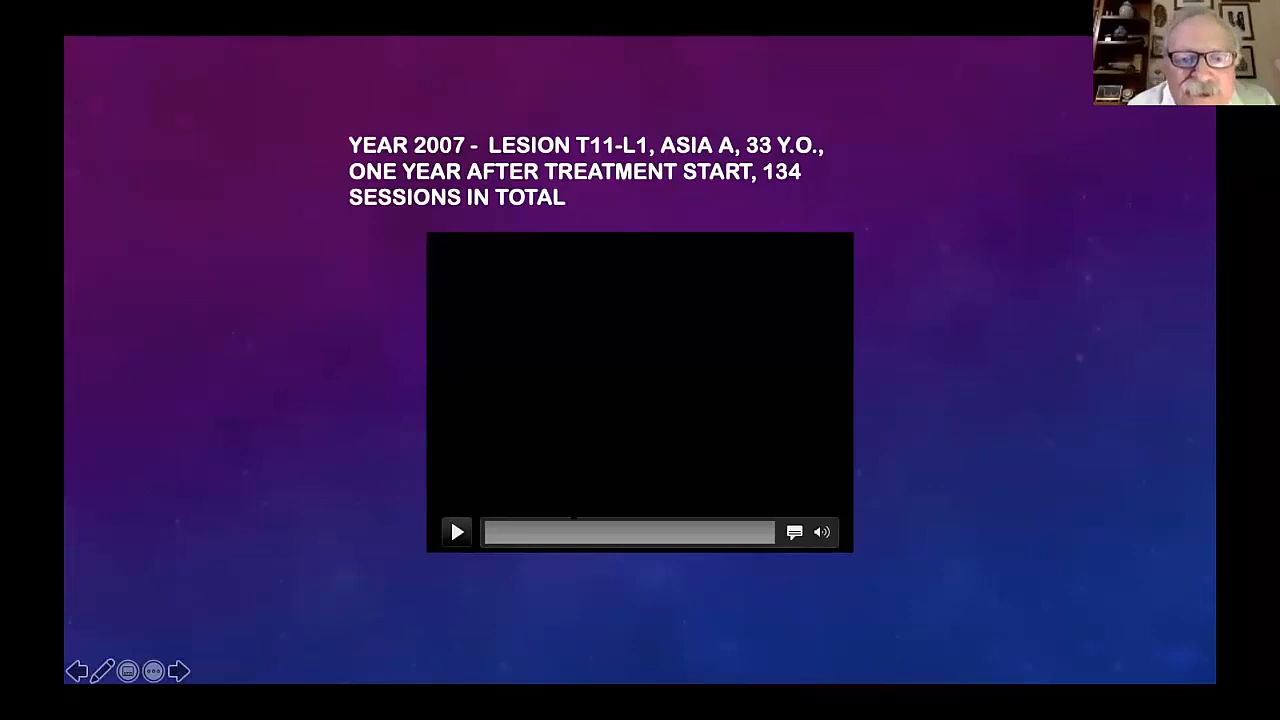 YEAR 2007 - LESION T11-L1, ASIA A, 33 Y.O.,
ONE YEAR AFTER TREATMENT START, 134
SESSIONS IN TOTAL